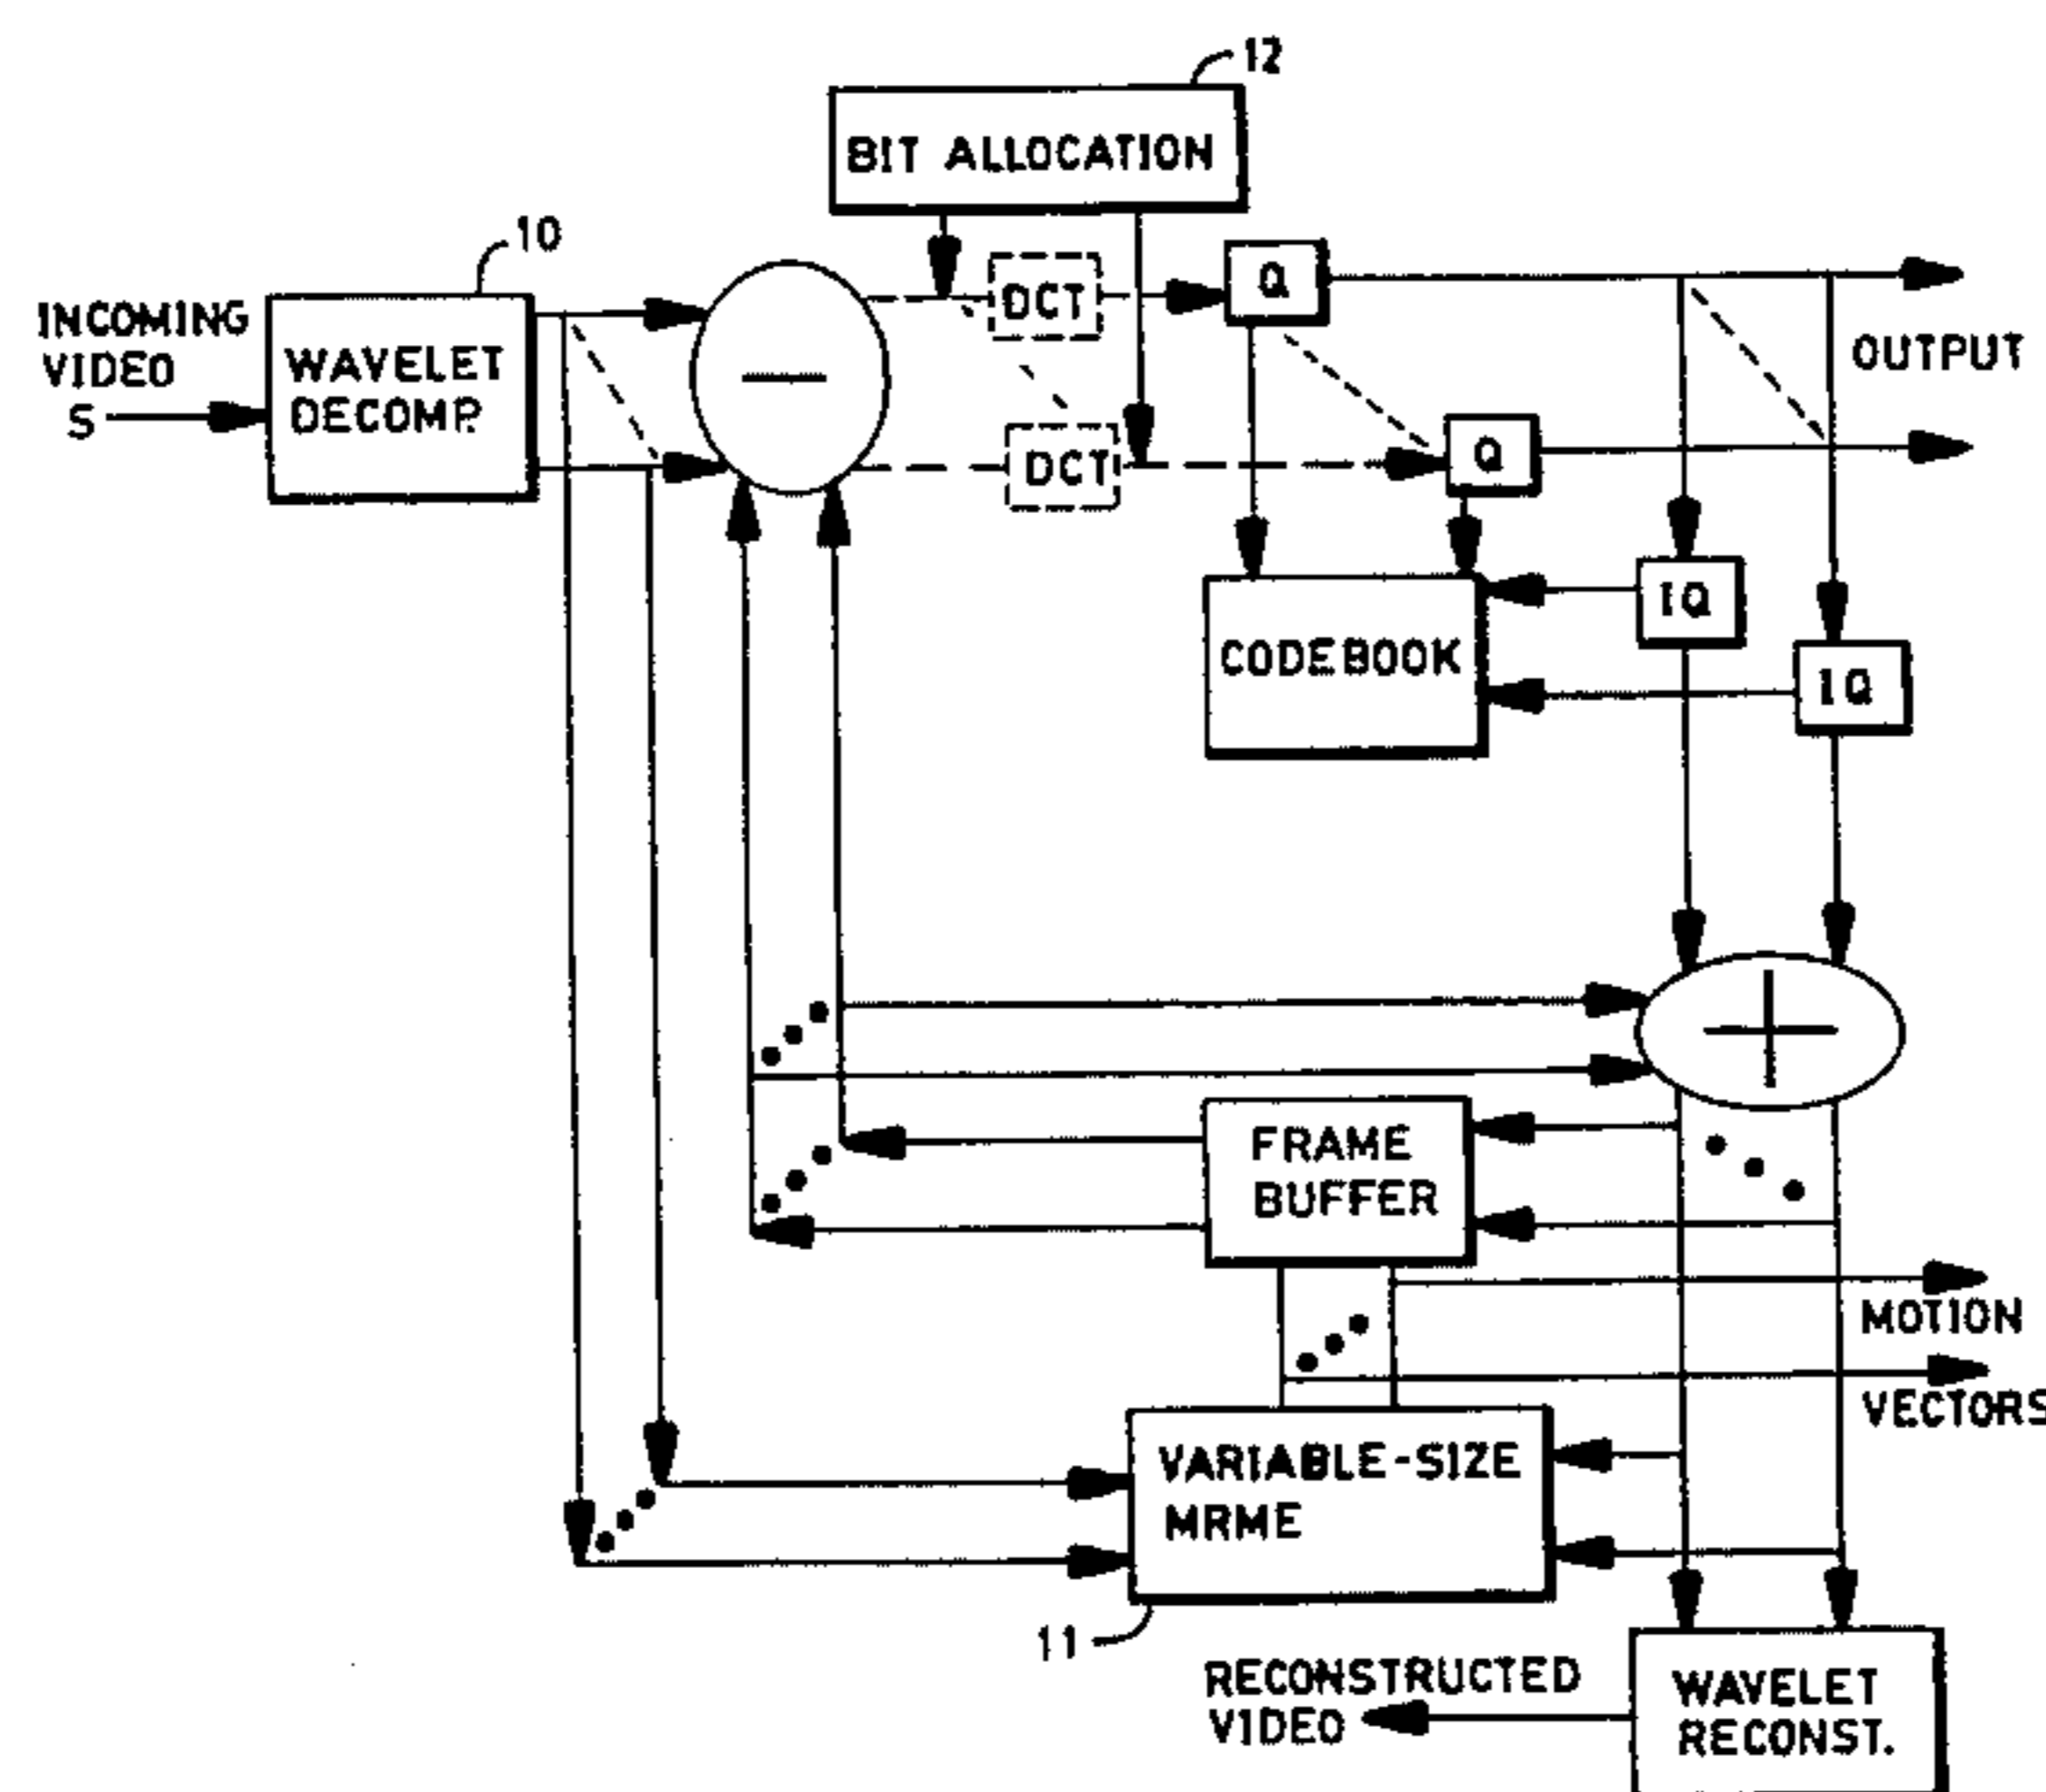 12
BIT ALLOCATION
10
INCOMING
VIDEO
S
WAVELET
DECOMP.
DCT
Q
OUTPUT
DCT
Q
IQ
CODEBOOK
IQ
FRAME
BUFFER
MOTION
VECTORS
VARIABLE-SIZE
MRME
11
RECONSTRUCTED
VIDEO
WAVELET
RECONST.